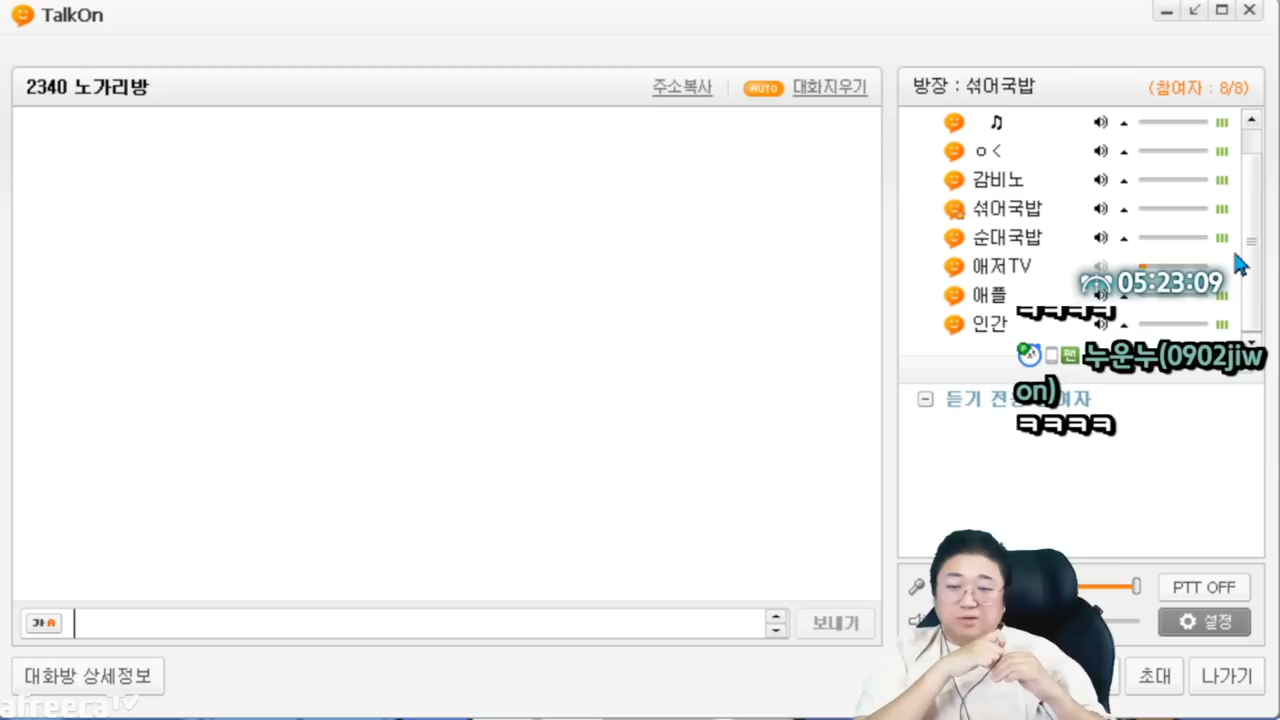 TalkOn
2340 노가리방
주소복사
AUTO
대화지우기
방장 : 섞어국밥
(참여자 : 8/8)
♫
ㅇㄑ
감비노
섞어국밥
순대국밥
애저TV
애플
인간
05:23:09
ㅋㅋㅋㅋ
팬 누운누(0902jiw
on)
ㅋㅋㅋㅋ
듣기 전 여자
가
보내기
PTT OFF
설정
대화방 상세정보
초대
나가기
afreecaTV